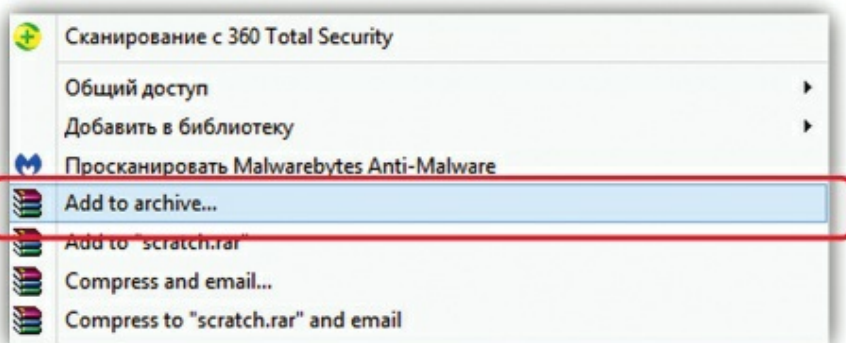 Сканирование с 360 Total Security
Общий доступ
Добавить в библиотеку
Просканировать Malwarebytes Anti-Malware
Add to archive...
Add to "scratch.rar"
Compress and email...
Compress to "scratch.rar" and email